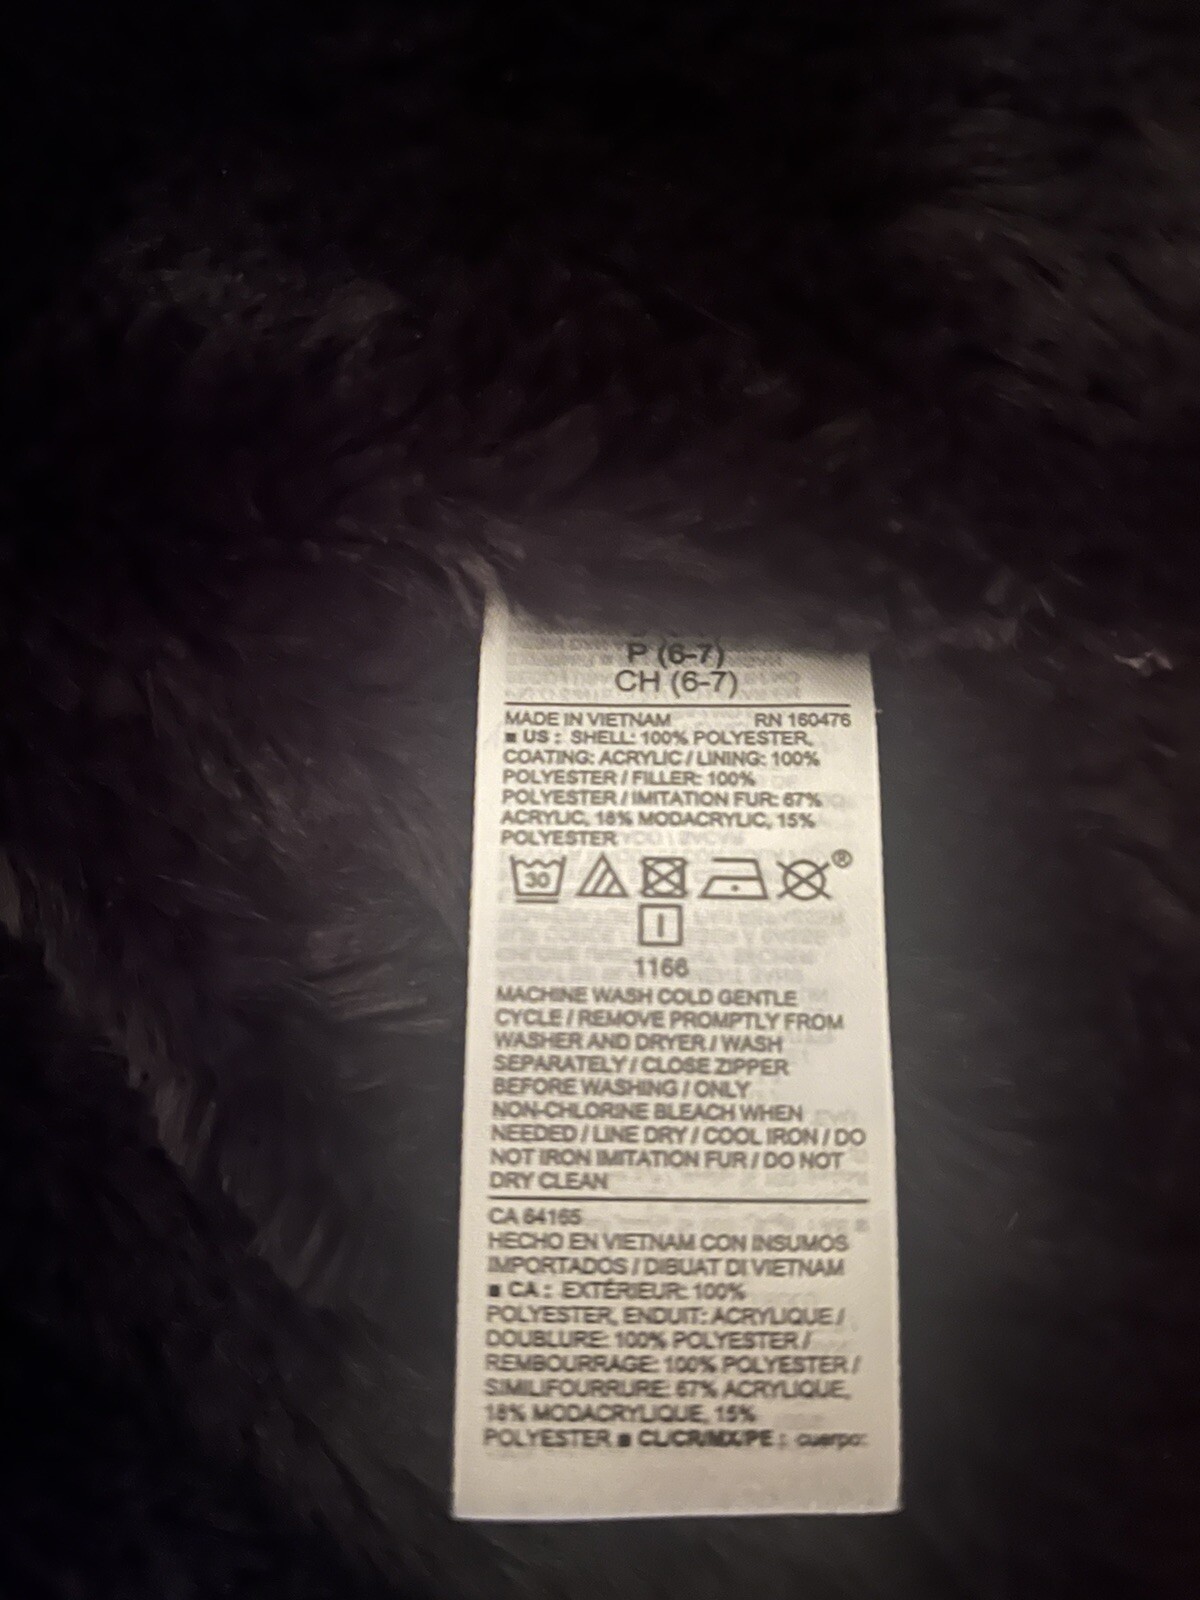 P (6-7)
CH (6-7)
MADE IN VIETNAM RN 160476
■ US : SHELL: 100% POLYESTER,
COATING: ACRYLIC / LINING: 100%
POLYESTER / FILLER: 100%
POLYESTER / IMITATION FUR: 67%
ACRYLIC, 18% MODACRYLIC, 15%
POLYESTER
30 ®
1166
MACHINE WASH COLD GENTLE
CYCLE / REMOVE PROMPTLY FROM
WASHER AND DRYER / WASH
SEPARATELY / CLOSE ZIPPER
BEFORE WASHING / ONLY
NON-CHLORINE BLEACH WHEN
NEEDED / LINE DRY / COOL IRON / DO
NOT IRON IMITATION FUR / DO NOT
DRY CLEAN
CA 64165
HECHO EN VIETNAM CON INSUMOS
IMPORTADOS / DIBUAT DI VIETNAM
■ CA : EXTÉRIEUR: 100%
POLYESTER, ENDUIT: ACRYLIQUE /
DOUBLURE: 100% POLYESTER /
REMBOURRAGE: 100% POLYESTER /
SIMILIFOURRURE: 67% ACRYLIQUE,
18% MODACRYLIQUE, 15%
POLYESTER ■ CL/CR/MX/PE : cuerpo: